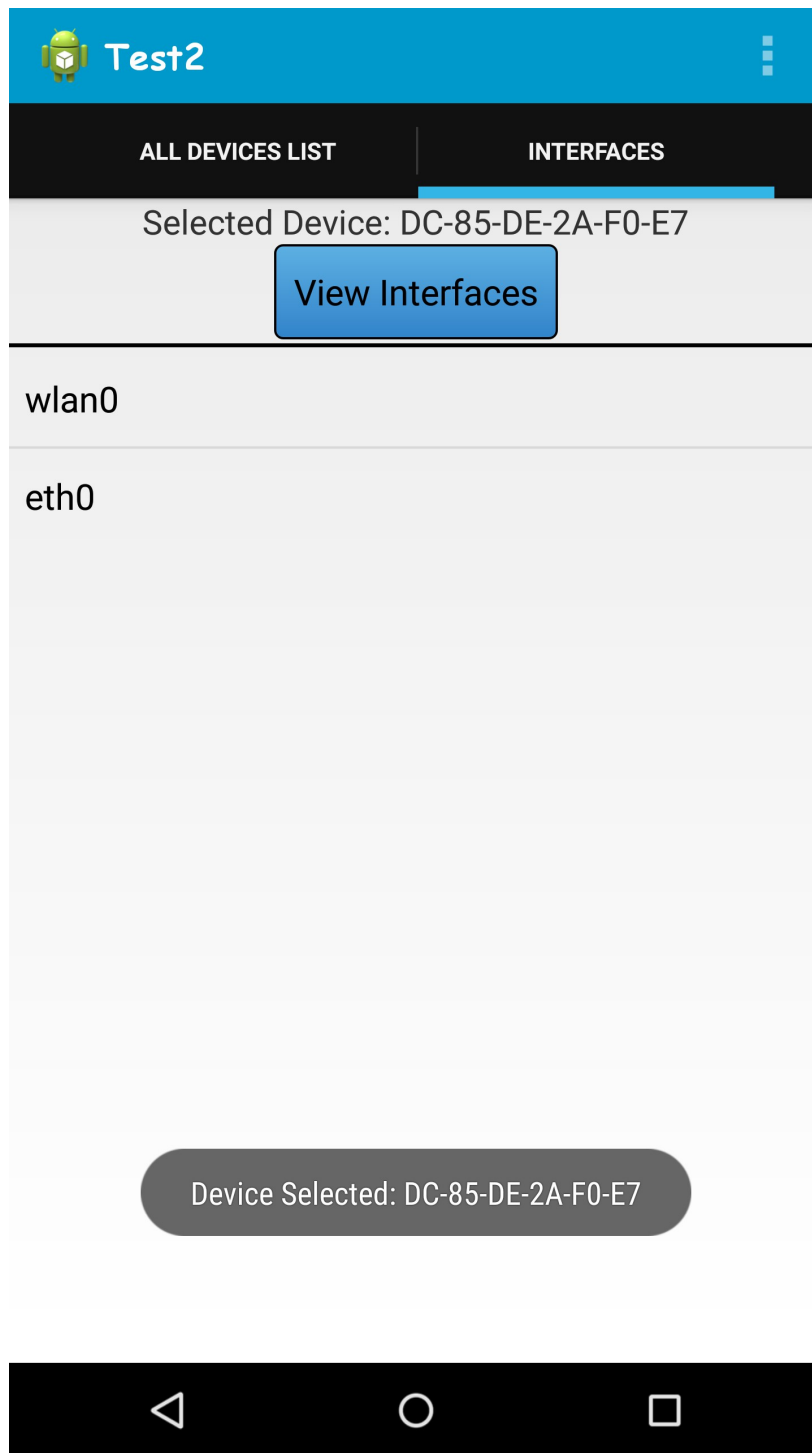 Test2
ALL DEVICES LIST
INTERFACES
Selected Device: DC-85-DE-2A-F0-E7
View Interfaces
wlan0
eth0
Device Selected: DC-85-DE-2A-F0-E7